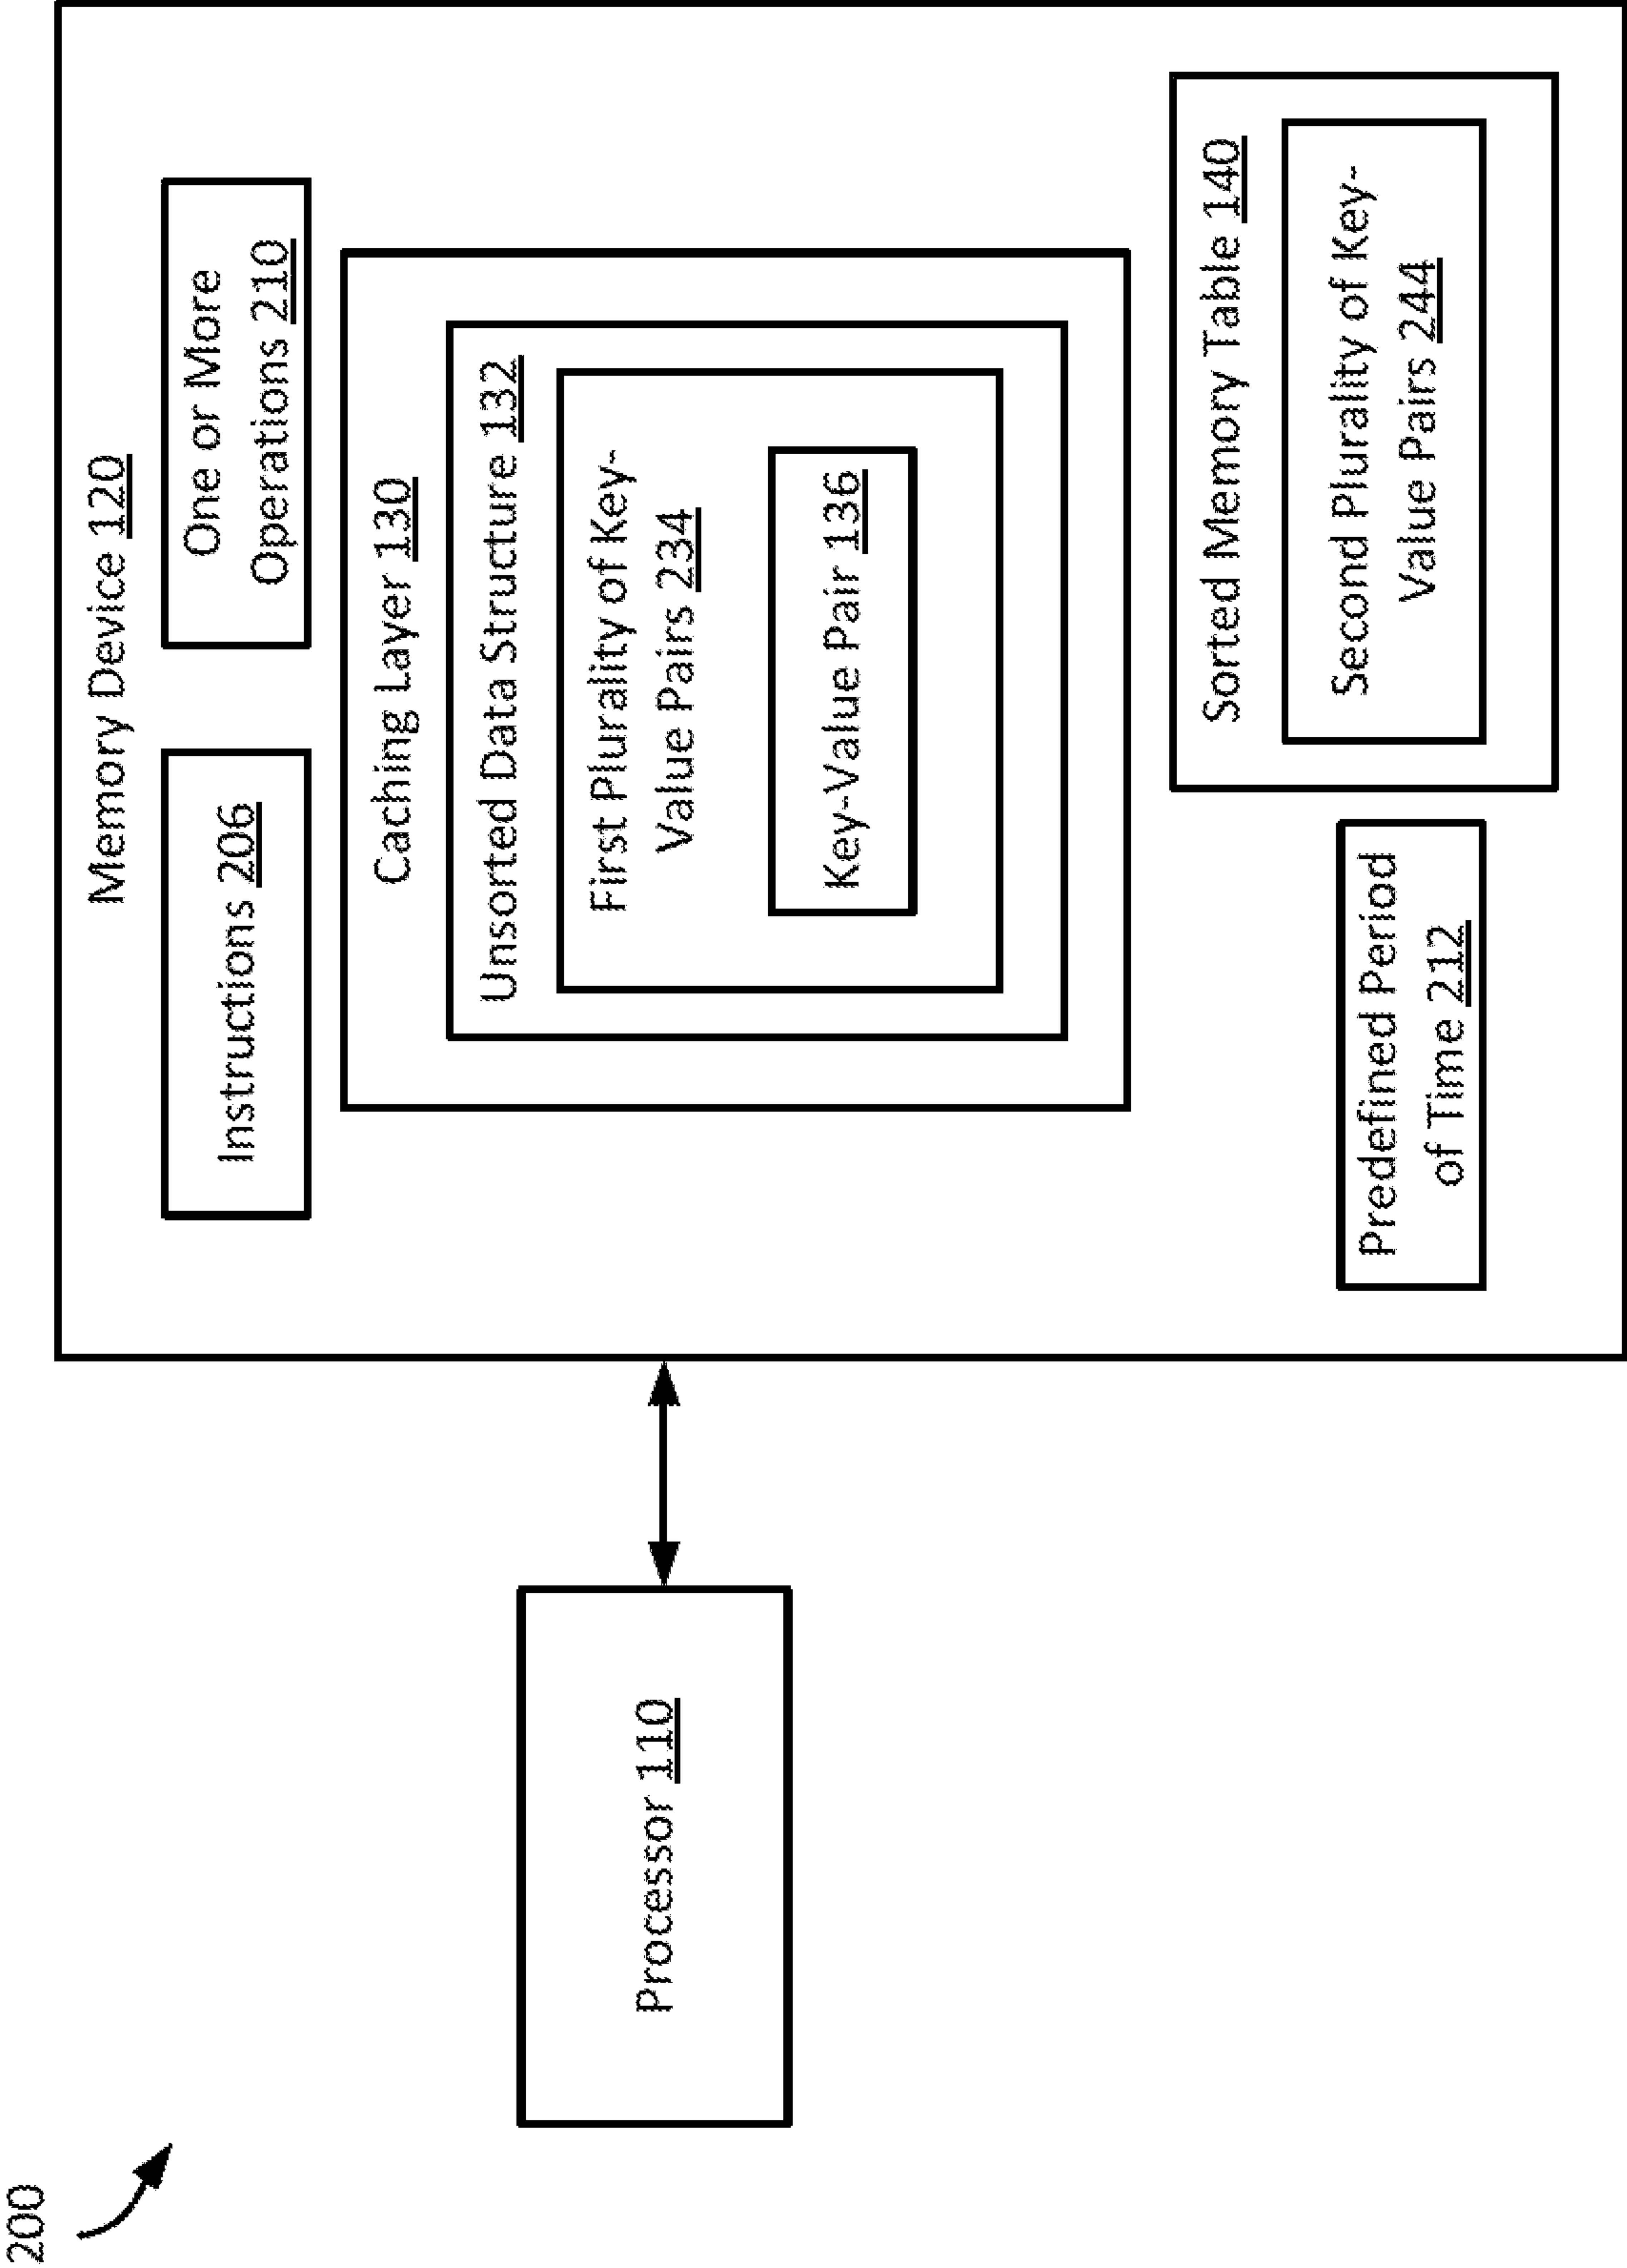 200
Processor 110
Memory Device 120
Instructions 206
One or More
Operations 210
Caching Layer 130
Unsorted Data Structure 132
First Plurality of Key-
Value Pairs 234
Key-Value Pair 136
Predefined Period
of Time 212
Sorted Memory Table 140
Second Plurality of Key-
Value Pairs 244